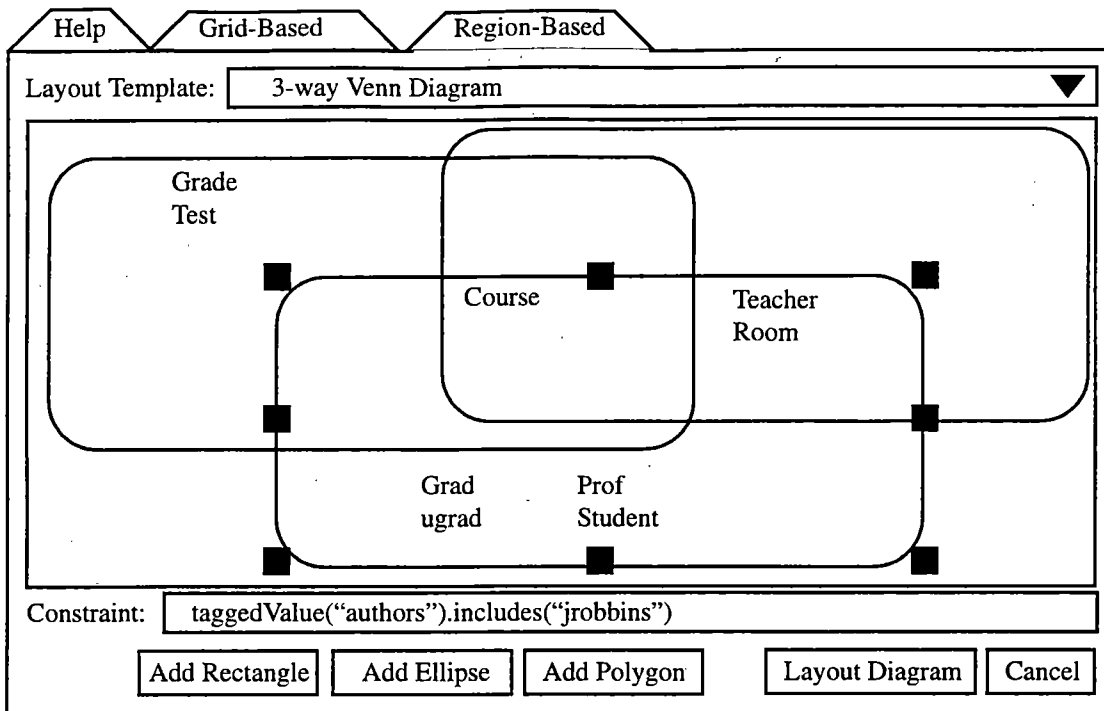 Help Grid-Based Region-Based
Layout Template: 3-way Venn Diagram
Grade
Test
Course
Teacher
Room
Grad
ugrad
Prof
Student
Constraint: taggedValue(“authors”).includes(“jrobbins”)
Add Rectangle Add Ellipse Add Polygon Layout Diagram Cancel